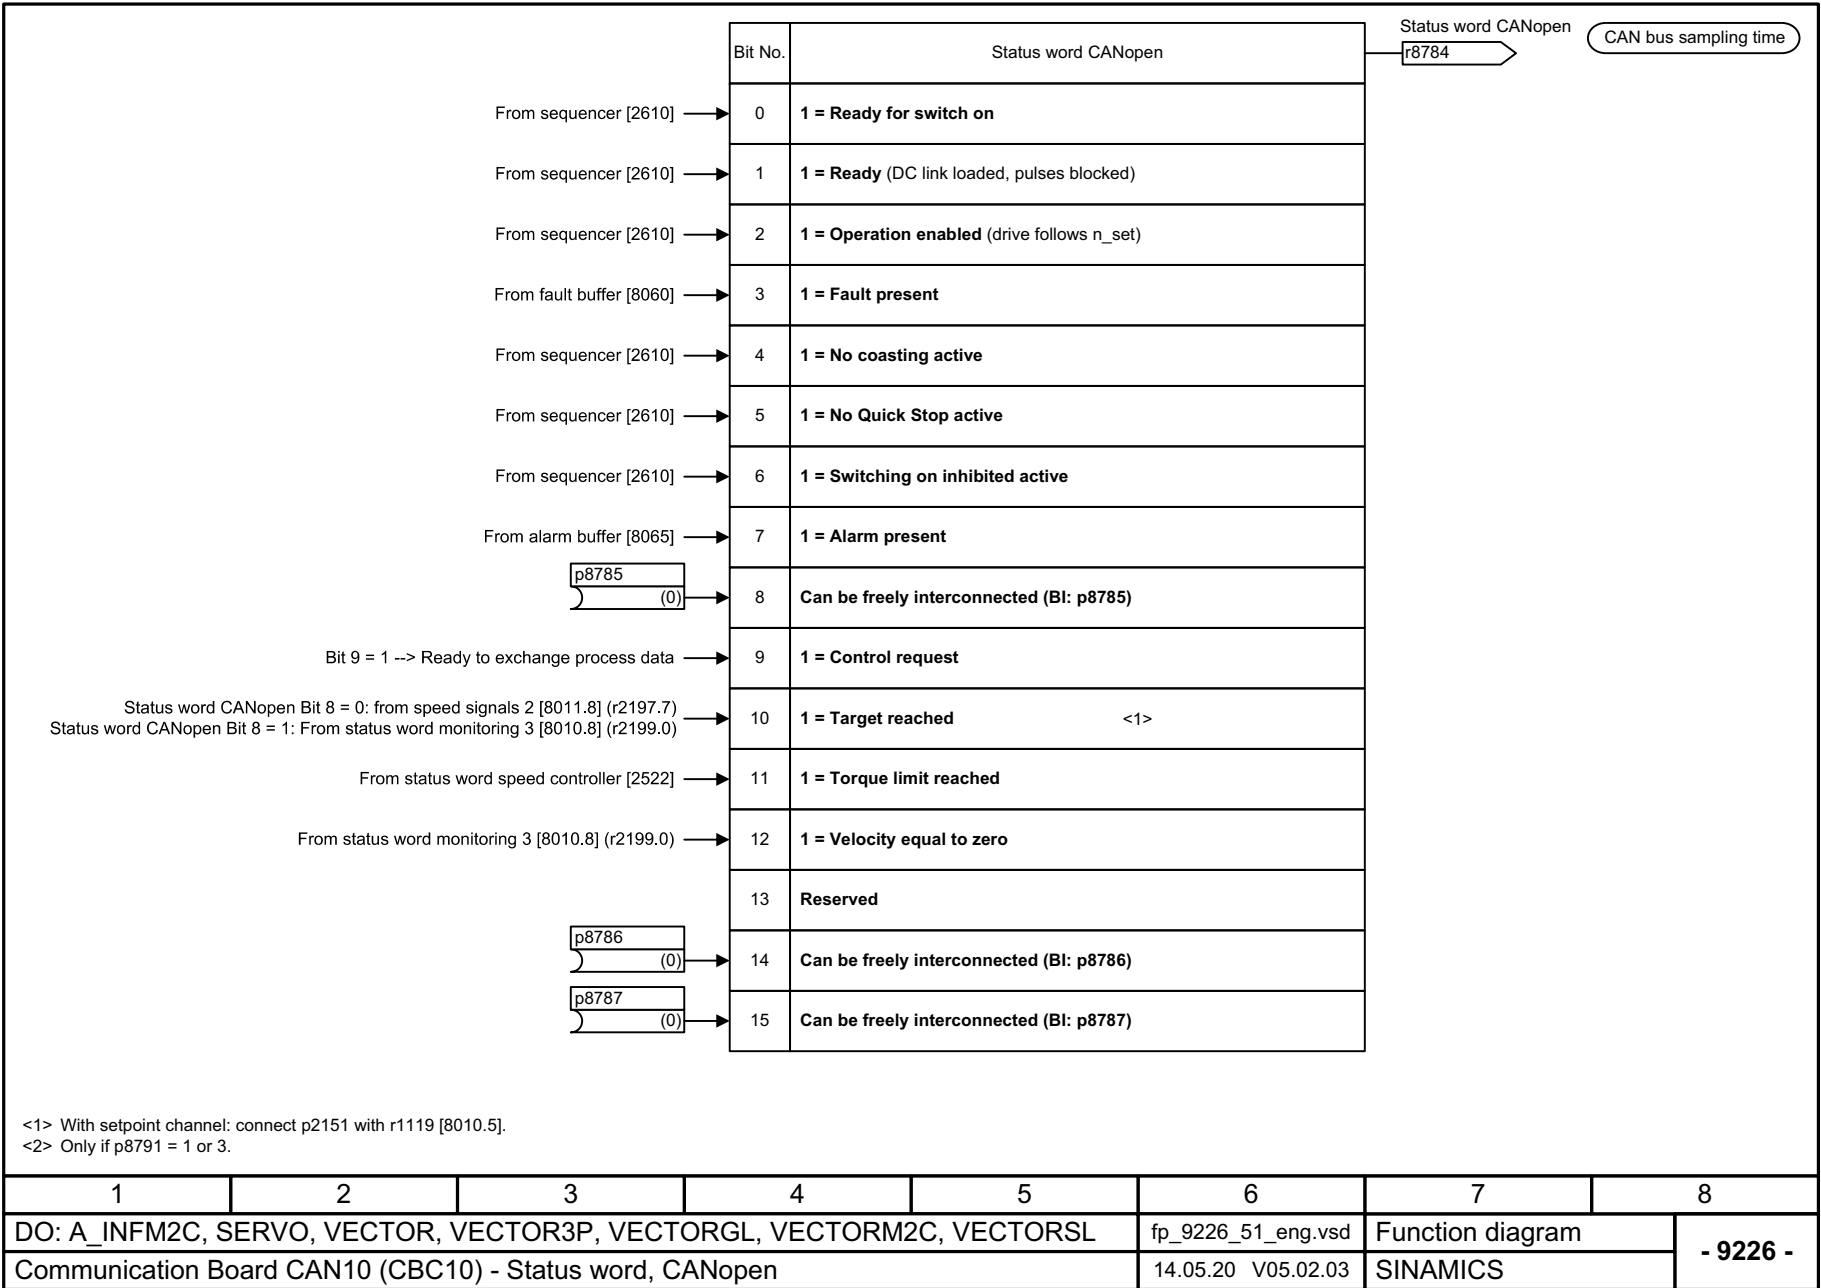 Bit No. Status word CANopen
Status word CANopen
r8784
CAN bus sampling time
From sequencer [2610] 0 1 = Ready for switch on
From sequencer [2610] 1 1 = Ready (DC link loaded, pulses blocked)
From sequencer [2610] 2 1 = Operation enabled (drive follows n_set)
From fault buffer [8060] 3 1 = Fault present
From sequencer [2610] 4 1 = No coasting active
From sequencer [2610] 5 1 = No Quick Stop active
From sequencer [2610] 6 1 = Switching on inhibited active
From alarm buffer [8065] 7 1 = Alarm present
p8785
(0) 8 Can be freely interconnected (BI: p8785)
Bit 9 = 1 --> Ready to exchange process data 9 1 = Control request
Status word CANopen Bit 8 = 0: from speed signals 2 [8011.8] (r2197.7)
Status word CANopen Bit 8 = 1: From status word monitoring 3 [8010.8] (r2199.0)
10 1 = Target reached <1>
From status word speed controller [2522] 11 1 = Torque limit reached
From status word monitoring 3 [8010.8] (r2199.0) 12 1 = Velocity equal to zero
13 Reserved
p8786
(0) 14 Can be freely interconnected (BI: p8786)
p8787
(0) 15 Can be freely interconnected (BI: p8787)
<1> With setpoint channel: connect p2151 with r1119 [8010.5].
<2> Only if p8791 = 1 or 3.
1 2 3 4 5 6 7 8
DO: A_INFM2C, SERVO, VECTOR, VECTOR3P, VECTORGL, VECTORM2C, VECTORSL fp_9226_51_eng.vsd Function diagram
- 9226 -
Communication Board CAN10 (CBC10) - Status word, CANopen 14.05.20 V05.02.03 SINAMICS